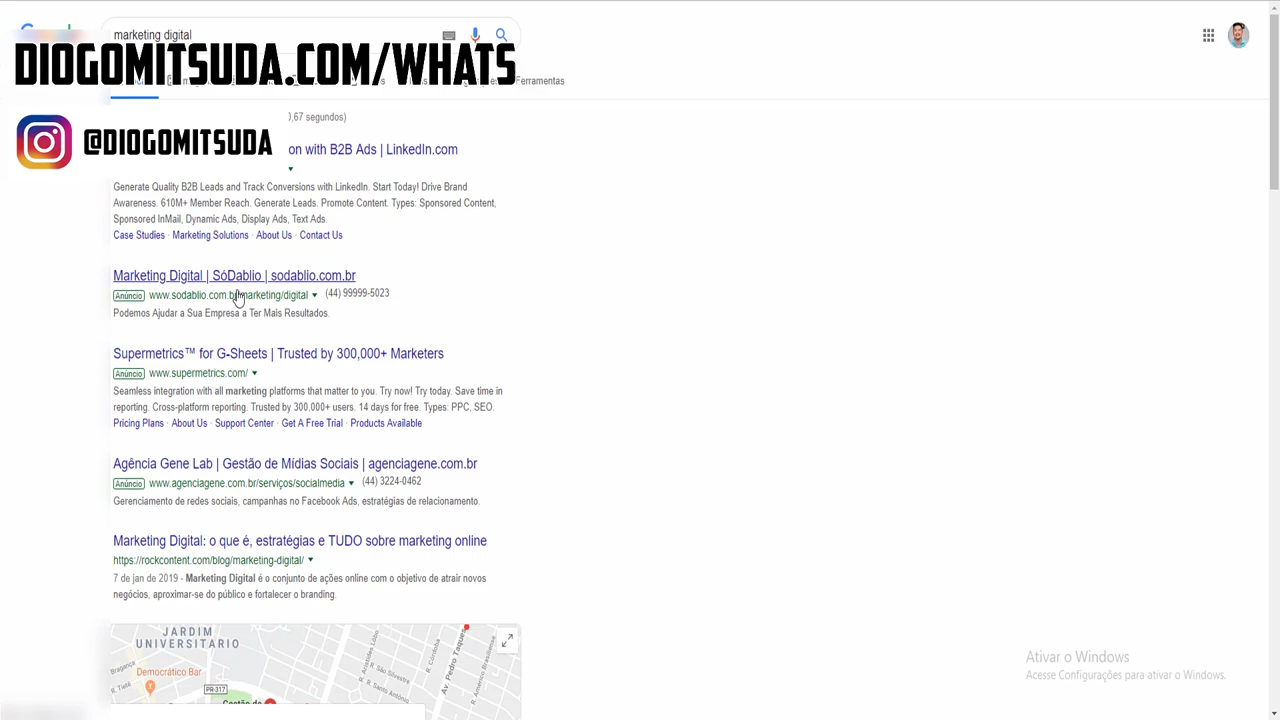 marketing digital
DIOGOMITSUDA.COM/WHATS
Ferramentas
@DIOGOMITSUDA
0,67 segundos)
on with B2B Ads | LinkedIn.com
Generate Quality B2B Leads and Track Conversions with LinkedIn. Start Today! Drive Brand
Awareness. 610M+ Member Reach. Generate Leads. Promote Content. Types: Sponsored Content,
Sponsored InMail, Dynamic Ads, Display Ads, Text Ads.
Case Studies · Marketing Solutions · About Us · Contact Us
Marketing Digital | SóDablio | sodablio.com.br
Anúncio www.sodablio.com.br/marketing/digital (44) 99999-5023
Podemos Ajudar a Sua Empresa a Ter Mais Resultados.
Supermetrics™ for G-Sheets | Trusted by 300,000+ Marketers
Anúncio www.supermetrics.com/
Seamless integration with all marketing platforms that matter to you. Try now! Try today. Save time in
reporting. Cross-platform reporting. Trusted by 300,000+ users. 14 days for free. Types: PPC, SEO.
Pricing Plans · About Us · Support Center · Get A Free Trial · Products Available
Agência Gene Lab | Gestão de Mídias Sociais | agenciagene.com.br
Anúncio www.agenciagene.com.br/serviços/socialmedia (44) 3224-0462
Gerenciamento de redes sociais, campanhas no Facebook Ads, estratégias de relacionamento.
Marketing Digital: o que é, estratégias e TUDO sobre marketing online
https://rockcontent.com/blog/marketing-digital/
7 de jan de 2019 - Marketing Digital é o conjunto de ações online com o objetivo de atrair novos
negócios, aproximar-se do público e fortalecer o branding.
JARDIM
UNIVERSITARIO
Bragança
Democrático Bar
PR-317
Gestão de
Av. Pedro Taques
Ativar o Windows
Acesse Configurações para ativar o Windows.